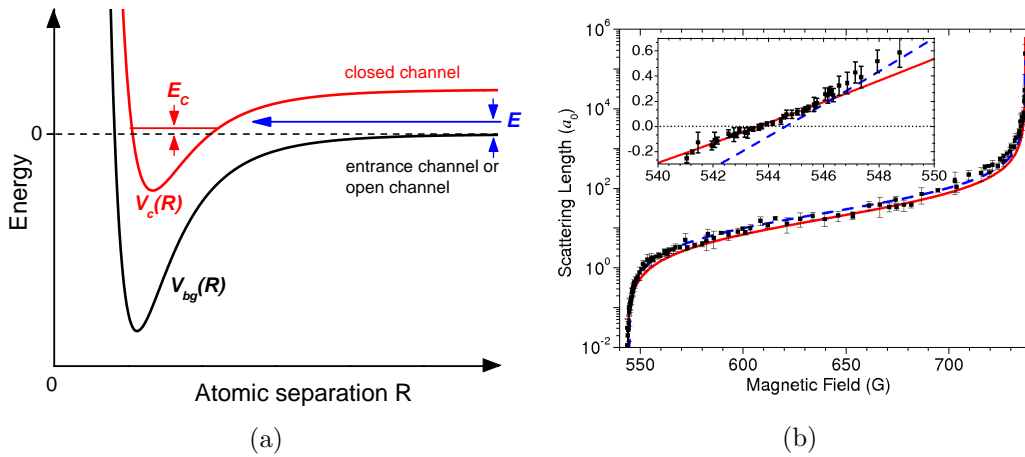 closed channel
E_C
E
0
entrance channel or
open channel
V_c(R)
V_bg(R)
Energy
0
Atomic separation R
(a)
10^6
10^4
10^2
10^0
10^-2
Scattering Length (a_0)
0.6
0.4
0.2
0.0
-0.2
540 542 544 546 548 550
550 600 650 700
Magnetic Field (G)
(b)